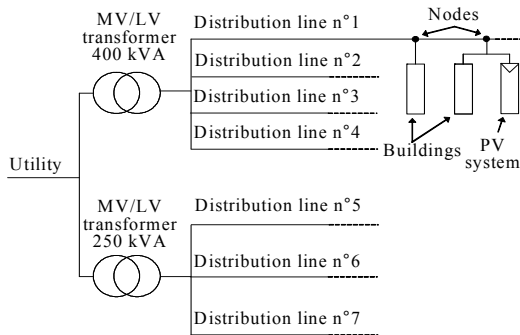 MV/LV
transformer
400 kVA
Distribution line n°1
Nodes
Distribution line n°2
Distribution line n°3
Distribution line n°4
Buildings
PV
system
Utility
MV/LV
transformer
250 kVA
Distribution line n°5
Distribution line n°6
Distribution line n°7